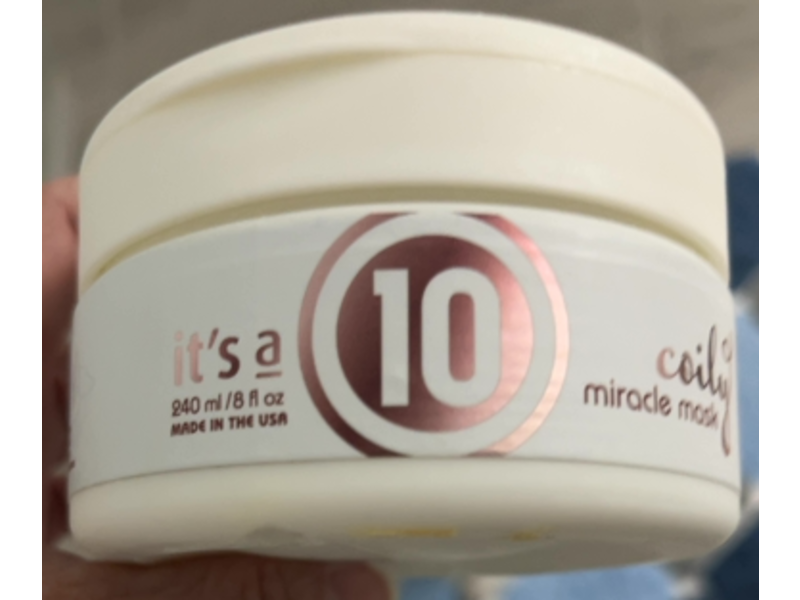 it's a
10
240 ml/8 fl oz
MADE IN THE USA
coily
miracle mask